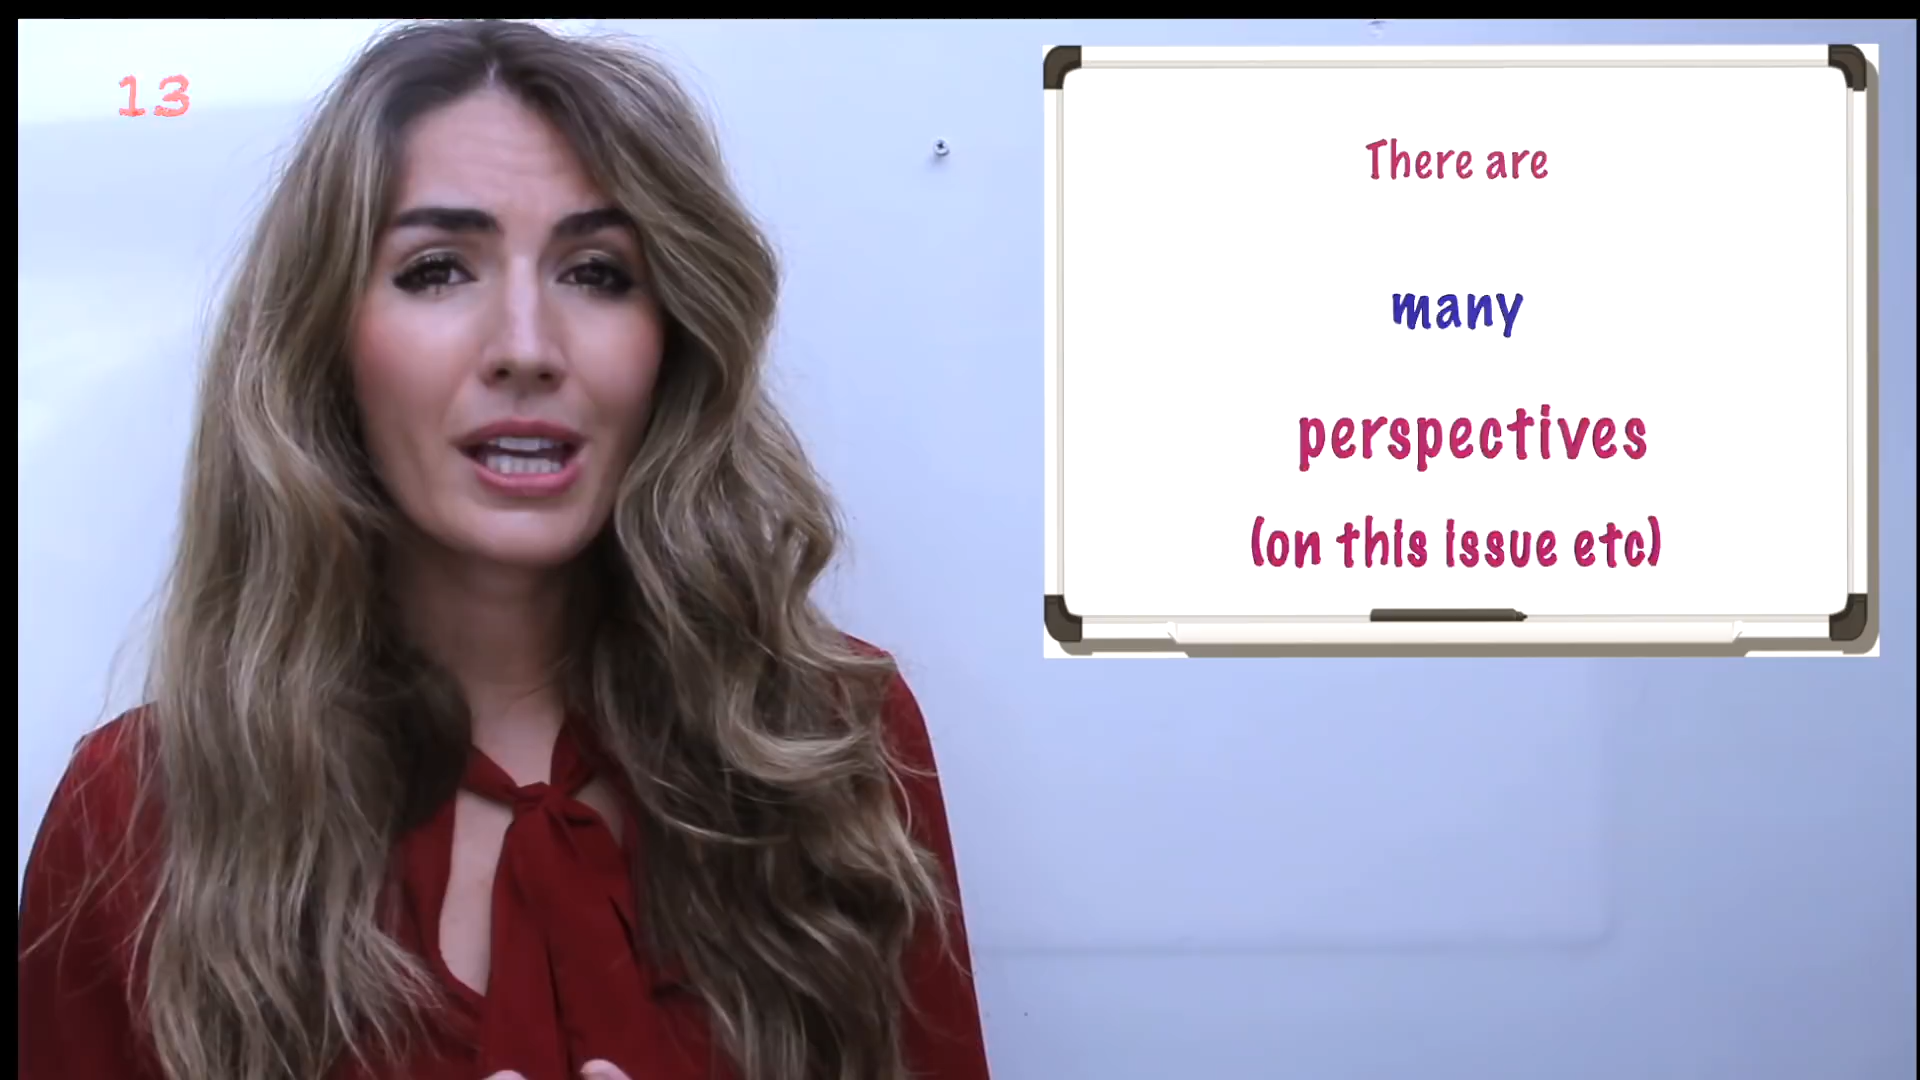 13
There are
many
perspectives
(on this issue etc)